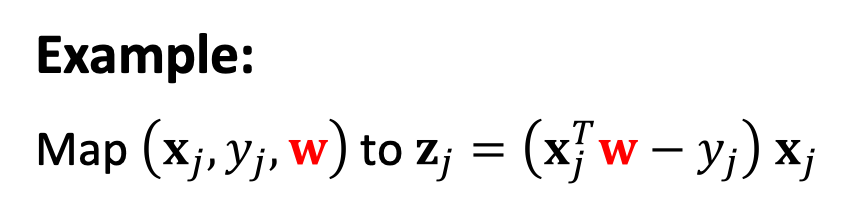 Example:
Map (𝐱ⱼ, yⱼ, 𝐰) to 𝐳ⱼ = (𝐱ⱼᵀ 𝐰 − yⱼ) 𝐱ⱼ